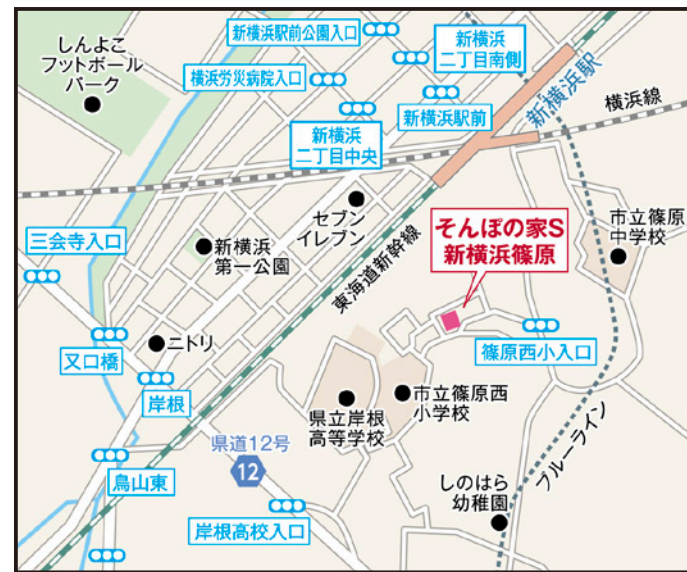 しんよこ
フットボール
パーク
新横浜駅前公園入口
新横浜
二丁目南側
横浜労災病院入口
新横浜駅前
新横浜
二丁目中央
新横浜駅
横浜線
三会寺入口
新横浜
第一公園
セブン
イレブン
東海道新幹線
そんぽの家S
新横浜篠原
市立篠原
中学校
又口橋
ニトリ
岸根
篠原西小入口
県立岸根
高等学校
市立篠原西
小学校
鳥山東
県道12号
12
岸根高校入口
しのはら
幼稚園
ブルーライン